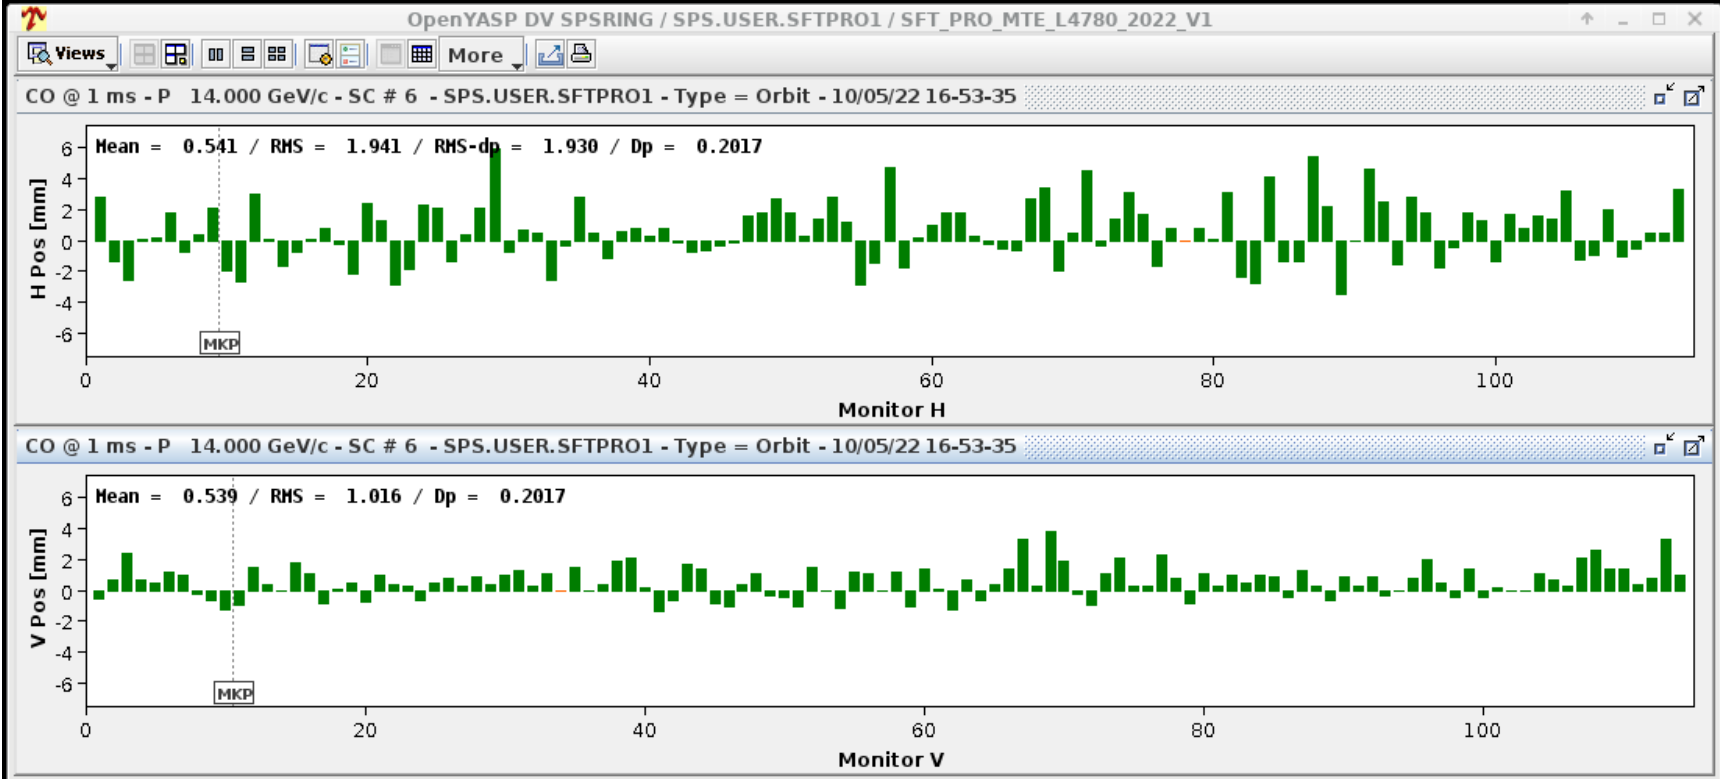 OpenYASP DV SPSRING / SPS.USER.SFTPRO1 / SFT_PRO_MTE_L4780_2022_V1
Views More
CO @ 1 ms - P 14.000 GeV/c - SC # 6 - SPS.USER.SFTPRO1 - Type = Orbit - 10/05/22 16-53-35
Mean = 0.541 / RMS = 1.941 / RMS-dp = 1.930 / Dp = 0.2017
H Pos [mm]
6
4
2
0
-2
-4
-6
MKP
0 20 40 60 80 100
Monitor H
CO @ 1 ms - P 14.000 GeV/c - SC # 6 - SPS.USER.SFTPRO1 - Type = Orbit - 10/05/22 16-53-35
Mean = 0.539 / RMS = 1.016 / Dp = 0.2017
V Pos [mm]
6
4
2
0
-2
-4
-6
MKP
0 20 40 60 80 100
Monitor V